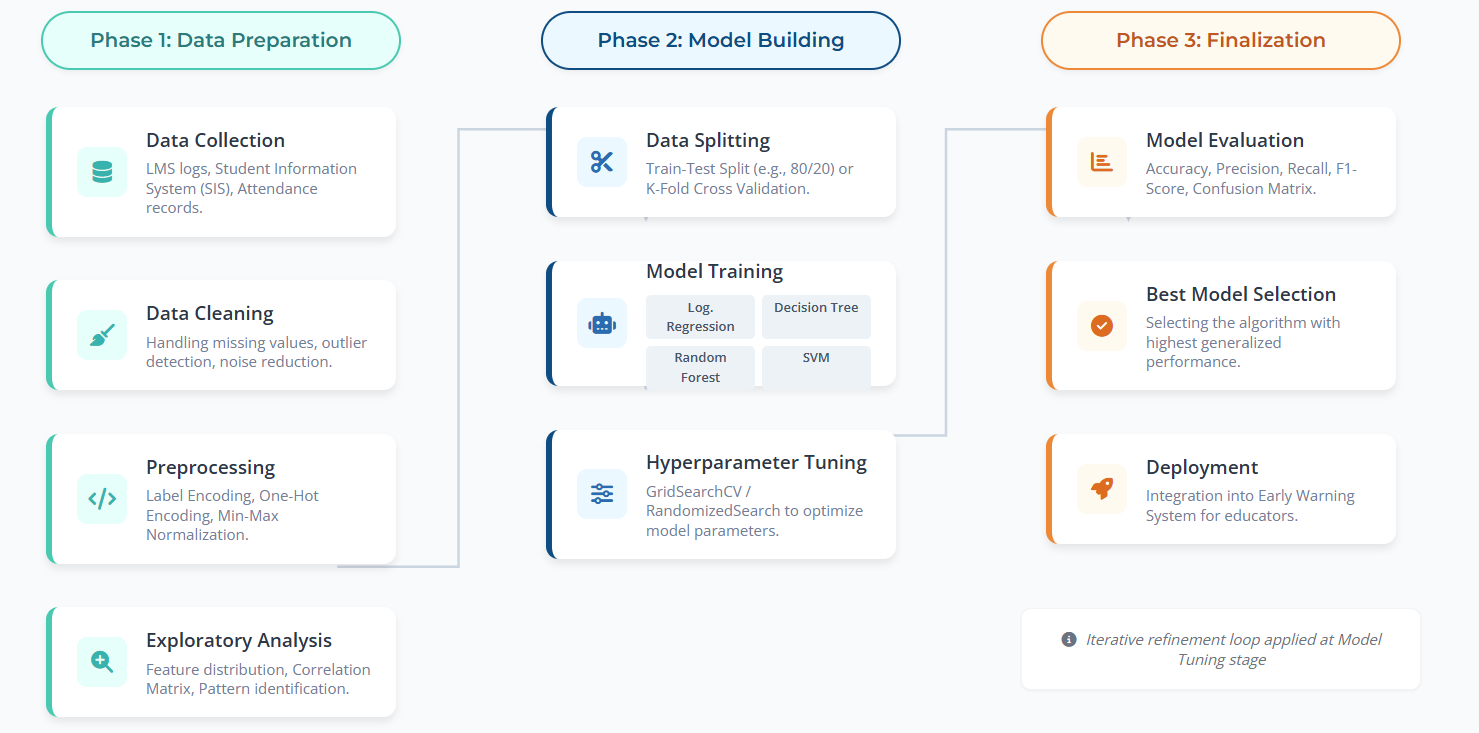 Phase 1: Data Preparation
Data Collection
LMS logs, Student Information
System (SIS), Attendance
records.
Data Cleaning
Handling missing values, outlier
detection, noise reduction.
Preprocessing
Label Encoding, One-Hot
Encoding, Min-Max
Normalization.
Exploratory Analysis
Feature distribution, Correlation
Matrix, Pattern identification.
Phase 2: Model Building
Data Splitting
Train-Test Split (e.g., 80/20) or
K-Fold Cross Validation.
Model Training
Log.
Regression
Decision Tree
Random
Forest
SVM
Hyperparameter Tuning
GridSearchCV /
RandomizedSearch to optimize
model parameters.
Phase 3: Finalization
Model Evaluation
Accuracy, Precision, Recall, F1-
Score, Confusion Matrix.
Best Model Selection
Selecting the algorithm with
highest generalized
performance.
Deployment
Integration into Early Warning
System for educators.
Iterative refinement loop applied at Model
Tuning stage